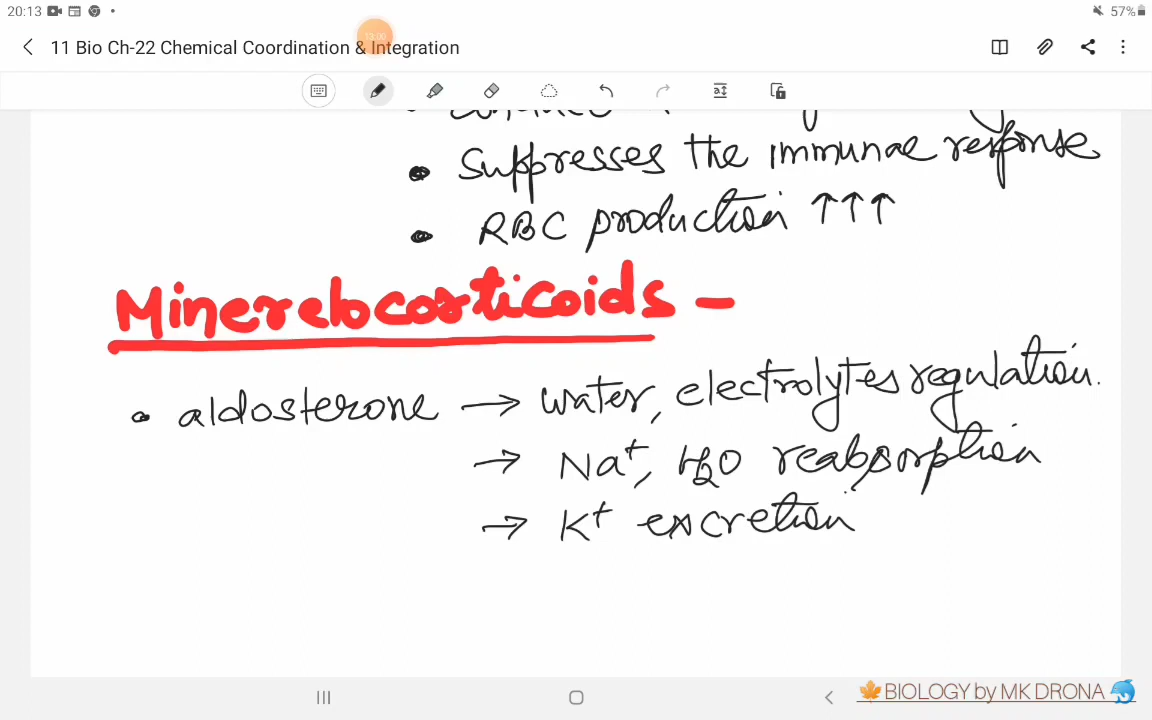 20:13
57%
11 Bio Ch-22 Chemical Coordination & Integration
• suppresses the immunae response
• RBC production ↑↑↑
Minerelocorticoids –
• aldosterone → water, electrolytes regulation.
→ Na⁺, H₂O reabsorption
→ K⁺ excretion
BIOLOGY by MK DRONA